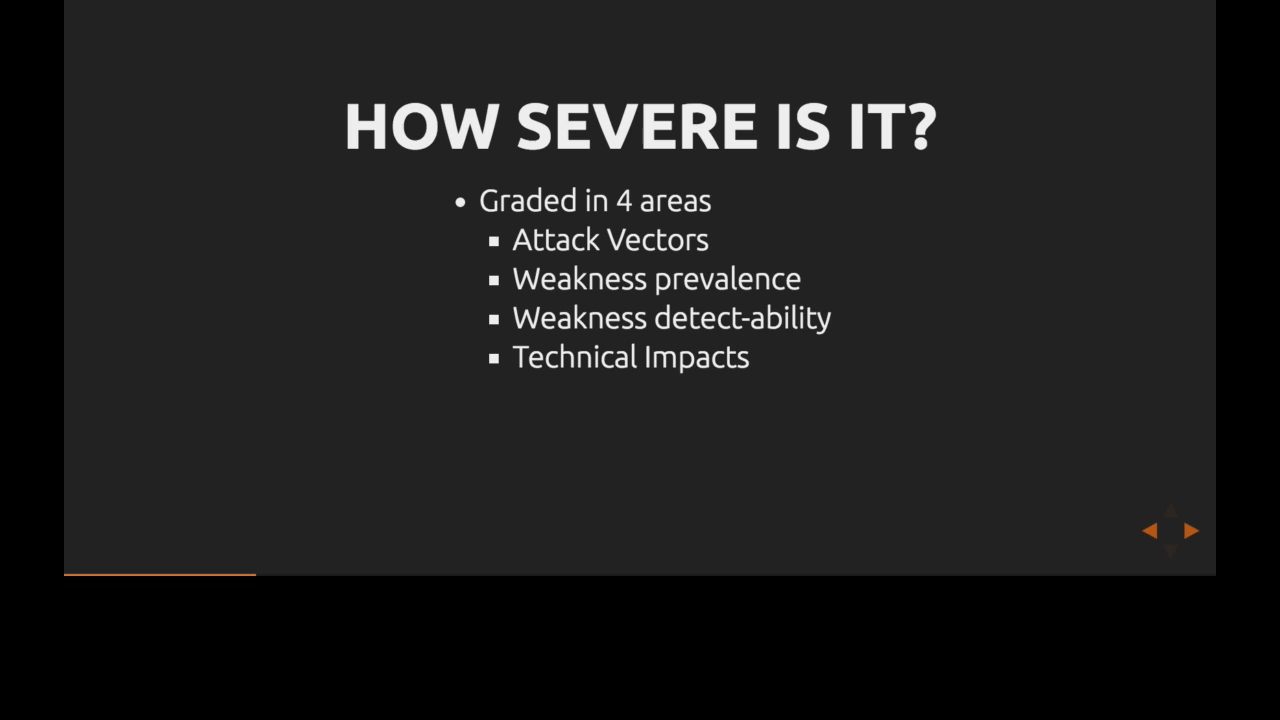 HOW SEVERE IS IT?
Graded in 4 areas
Attack Vectors
Weakness prevalence
Weakness detect-ability
Technical Impacts